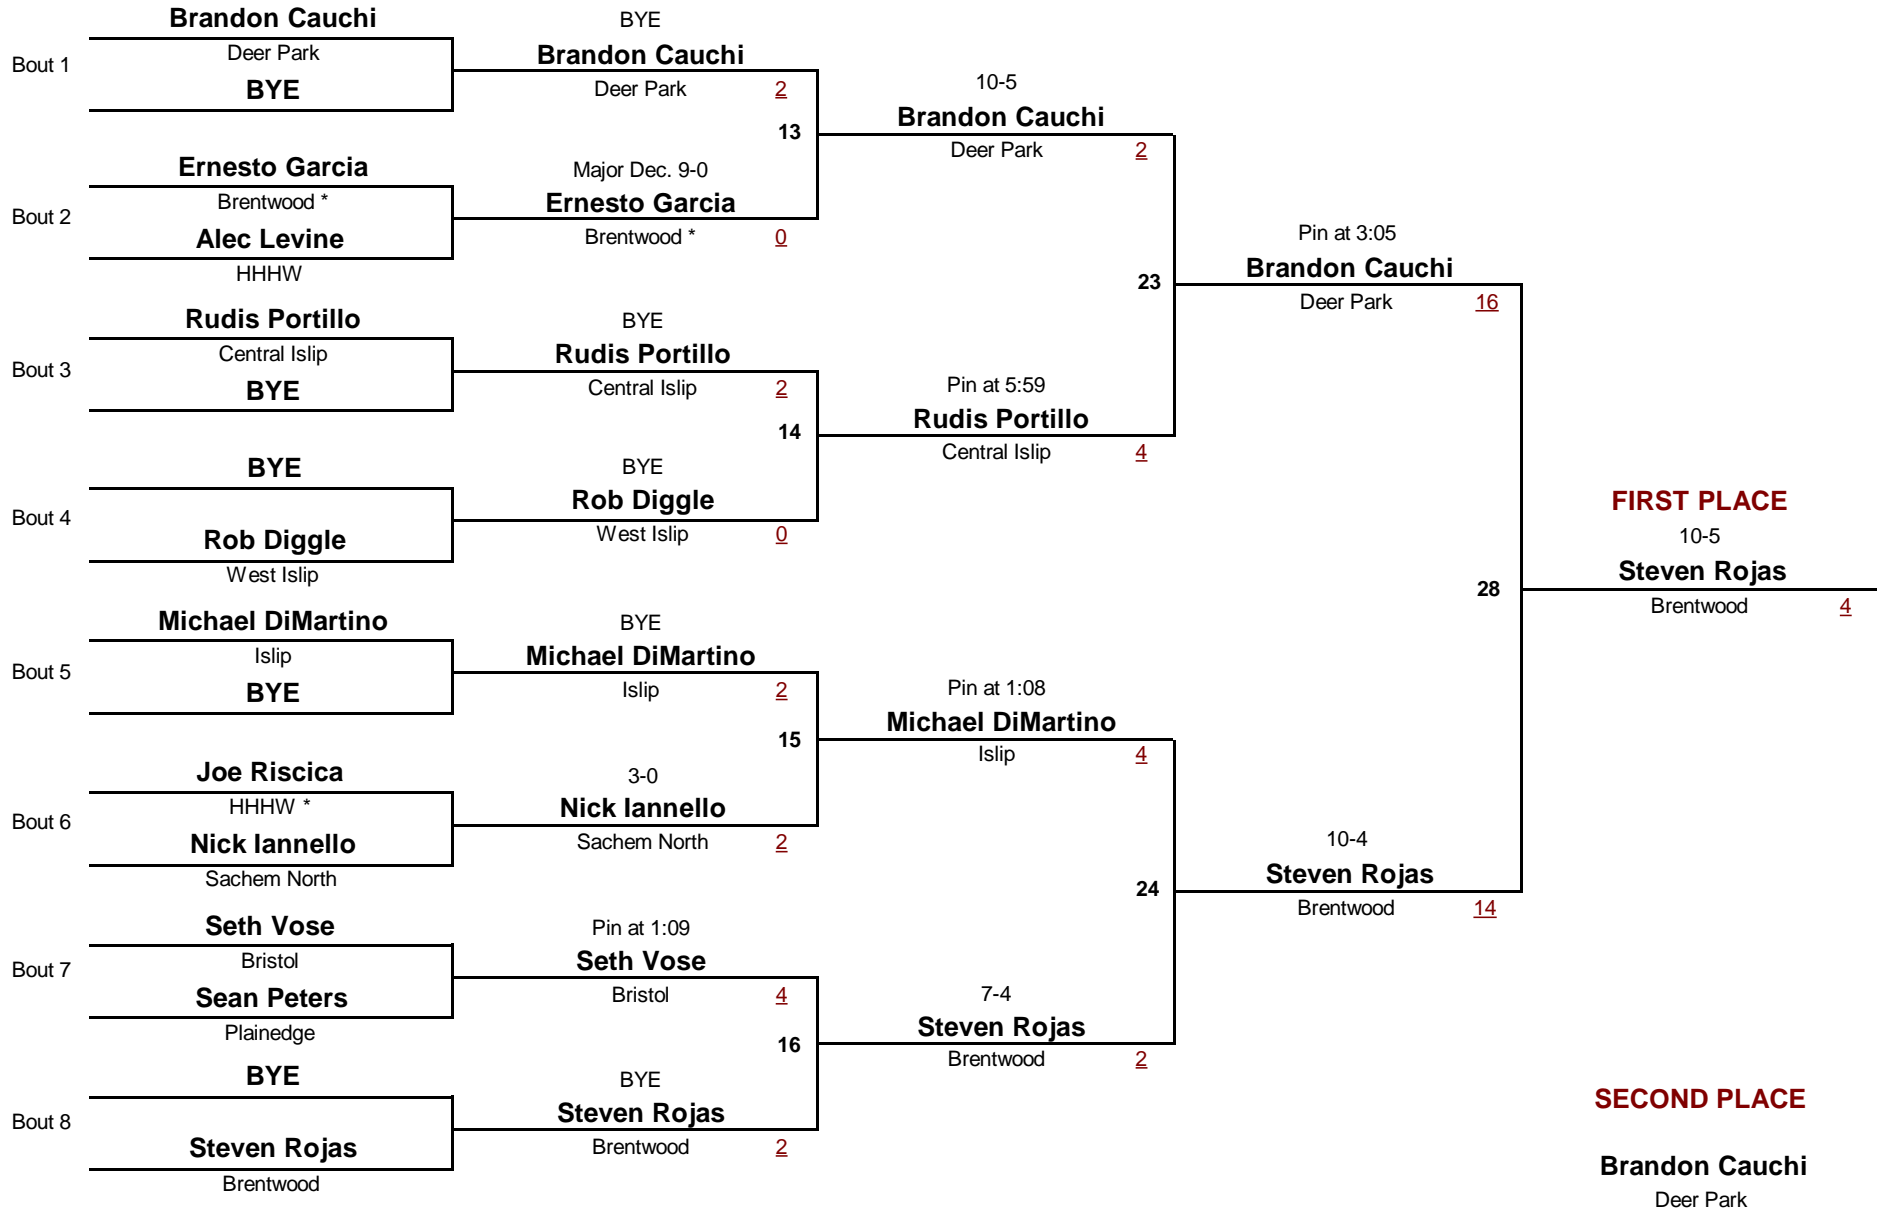 Brandon Cauchi
Bout 1
Deer Park
BYE
BYE
Brandon Cauchi
Deer Park 2
13
Ernesto Garcia
Bout 2
Brentwood *
Alec Levine
HHHW
Major Dec. 9-0
Ernesto Garcia
Brentwood * 0
10-5
Brandon Cauchi
Deer Park 2
Rudis Portillo
Bout 3
Central Islip
BYE
BYE
Rudis Portillo
Central Islip 2
14
BYE
Bout 4
Rob Diggle
West Islip
BYE
Rob Diggle
West Islip 0
Pin at 5:59
Rudis Portillo
Central Islip 4
23
Pin at 3:05
Brandon Cauchi
Deer Park 16
Michael DiMartino
Bout 5
Islip
BYE
BYE
Michael DiMartino
Islip 2
15
Joe Riscica
Bout 6
HHHW *
Nick Iannello
Sachem North
3-0
Nick Iannello
Sachem North 2
Pin at 1:08
Michael DiMartino
Islip 4
Seth Vose
Bout 7
Bristol
Sean Peters
Plainedge
Pin at 1:09
Seth Vose
Bristol 4
16
BYE
Bout 8
Steven Rojas
Brentwood
BYE
Steven Rojas
Brentwood 2
7-4
Steven Rojas
Brentwood 2
24
10-4
Steven Rojas
Brentwood 14
28
FIRST PLACE
10-5
Steven Rojas
Brentwood 4
SECOND PLACE
Brandon Cauchi
Deer Park